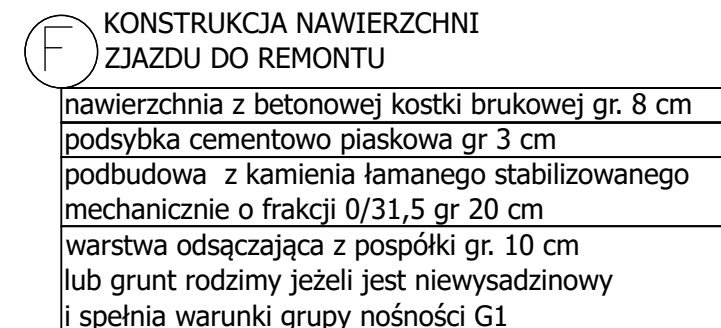 F
KONSTRUKCJA NAWIERZCHNI
ZJAZDU DO REMONTU
nawierzchnia z betonowej kostki brukowej gr. 8 cm
podsybka cementowo piaskowa gr 3 cm
podbudowa z kamienia łamanego stabilizowanego
mechanicznie o frakcji 0/31,5 gr 20 cm
warstwa odsączająca z pospółki gr. 10 cm
lub grunt rodzimy jeżeli jest niewysadzinowy
i spełnia warunki grupy nośności G1